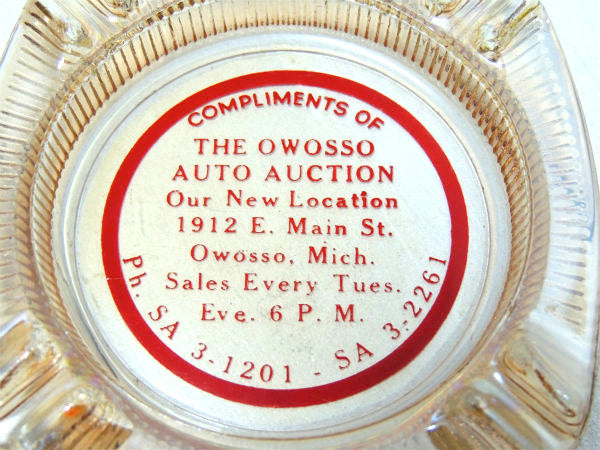 COMPLIMENTS OF
THE OWOSSO
AUTO AUCTION
Our New Location
1912 E. Main St.
Owosso, Mich.
Sales Every Tues.
Eve. 6 P. M.
Ph. SA 3-1201 - SA 3-2261